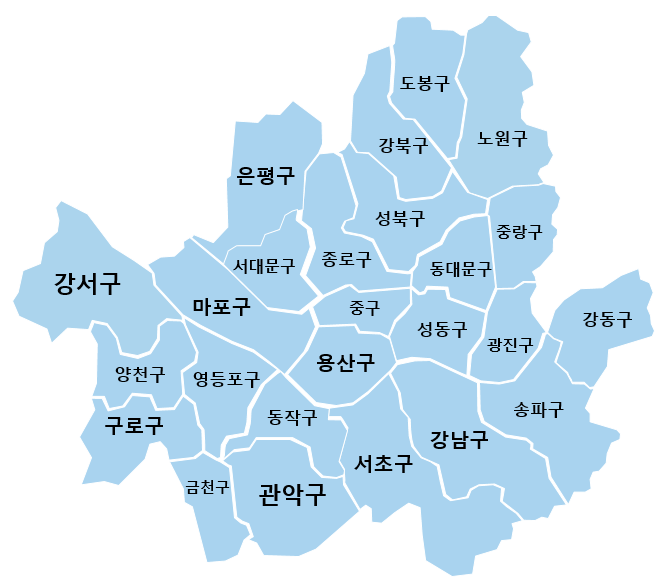 도봉구
노원구
강북구
은평구
성북구
중랑구
종로구
서대문구
동대문구
강서구
마포구
중구
강동구
성동구
광진구
용산구
양천구
영등포구
송파구
동작구
구로구
강남구
서초구
금천구
관악구